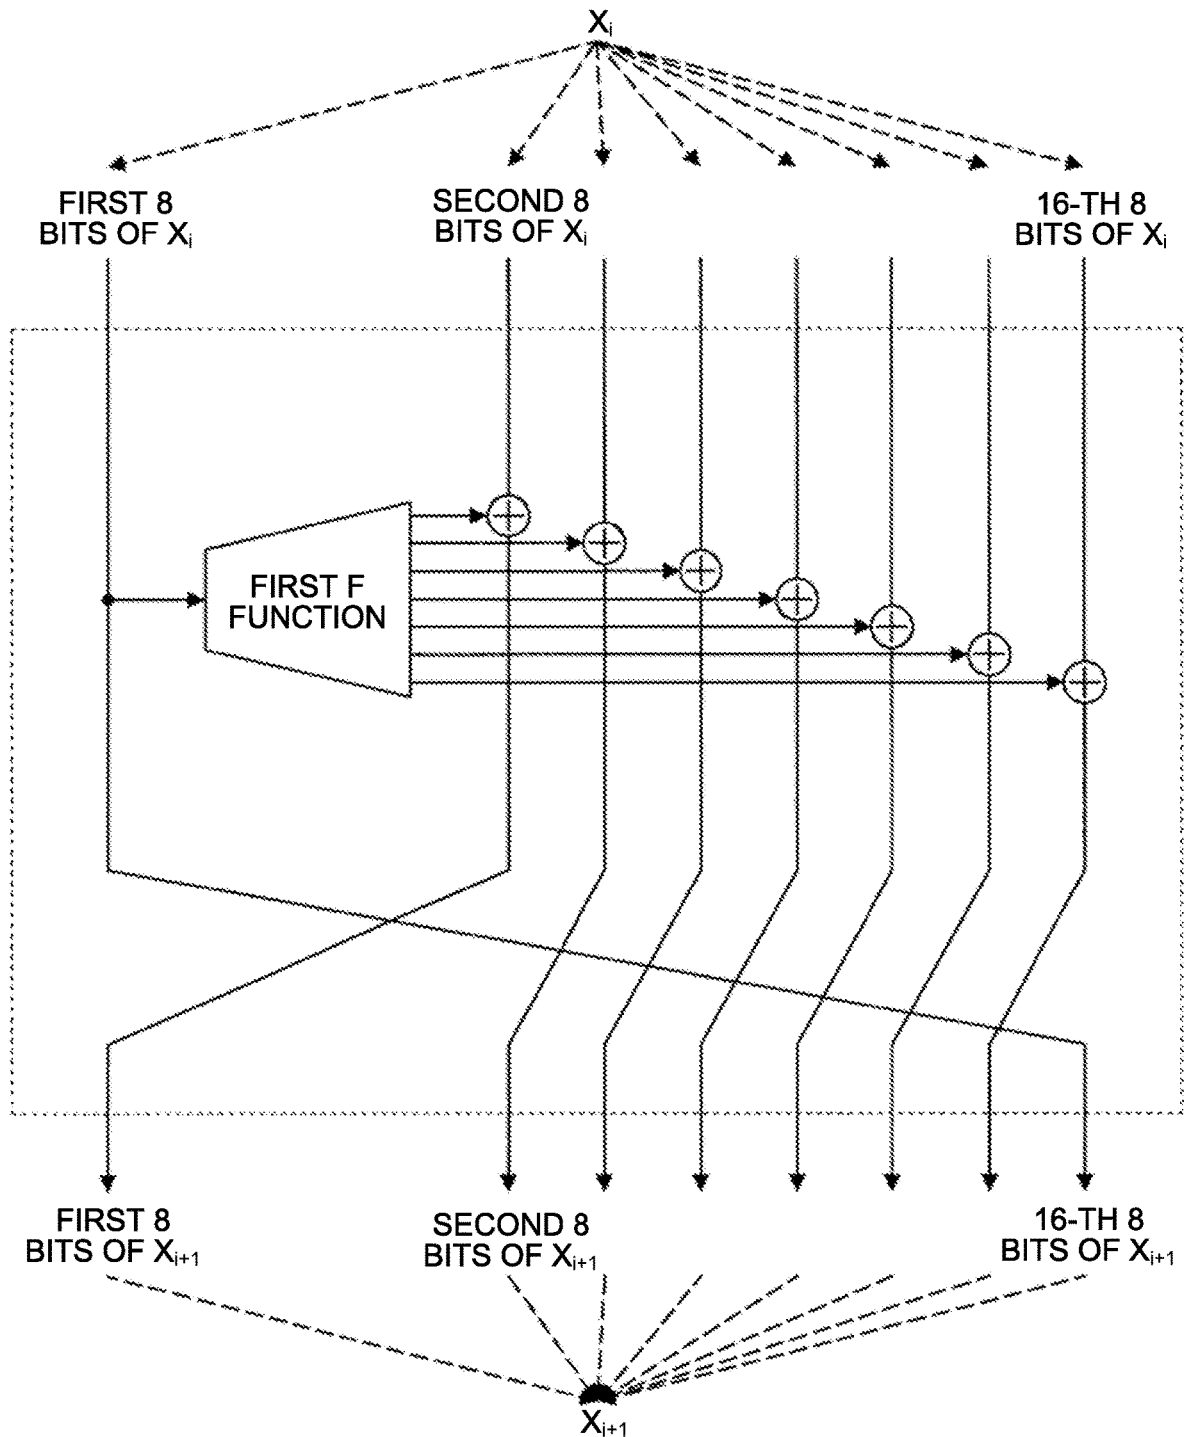 Xi
FIRST 8
BITS OF Xi
SECOND 8
BITS OF Xi
16-TH 8
BITS OF Xi
FIRST F
FUNCTION
FIRST 8
BITS OF Xi+1
SECOND 8
BITS OF Xi+1
16-TH 8
BITS OF Xi+1
Xi+1